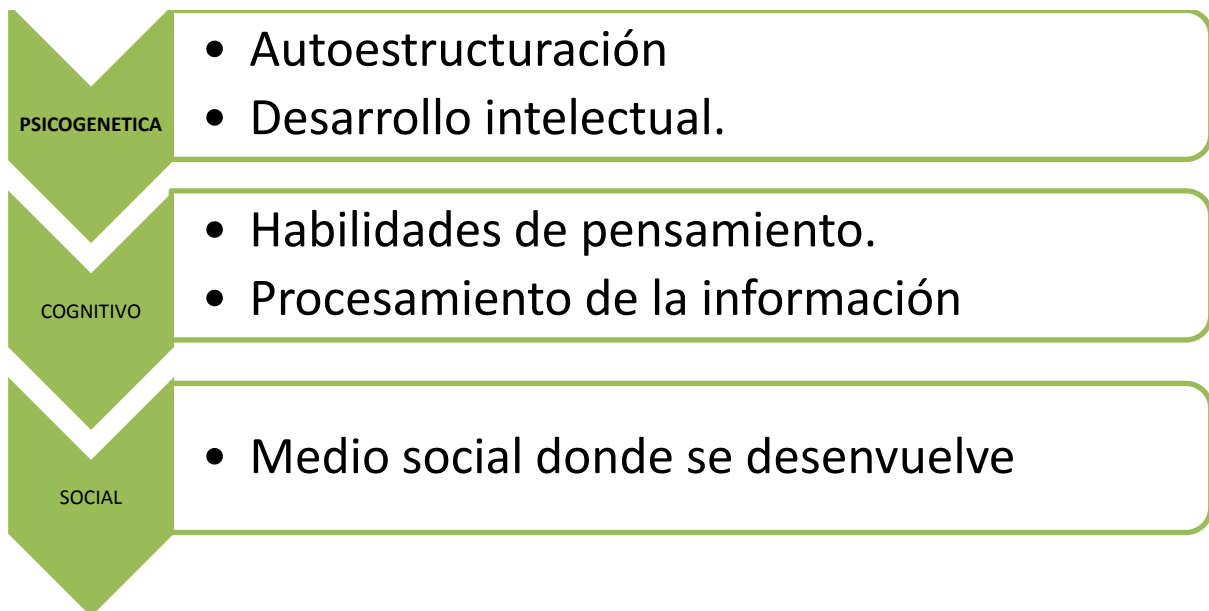 PSICOGENETICA
• Autoestructuración
• Desarrollo intelectual.
COGNITIVO
• Habilidades de pensamiento.
• Procesamiento de la información
SOCIAL
• Medio social donde se desenvuelve